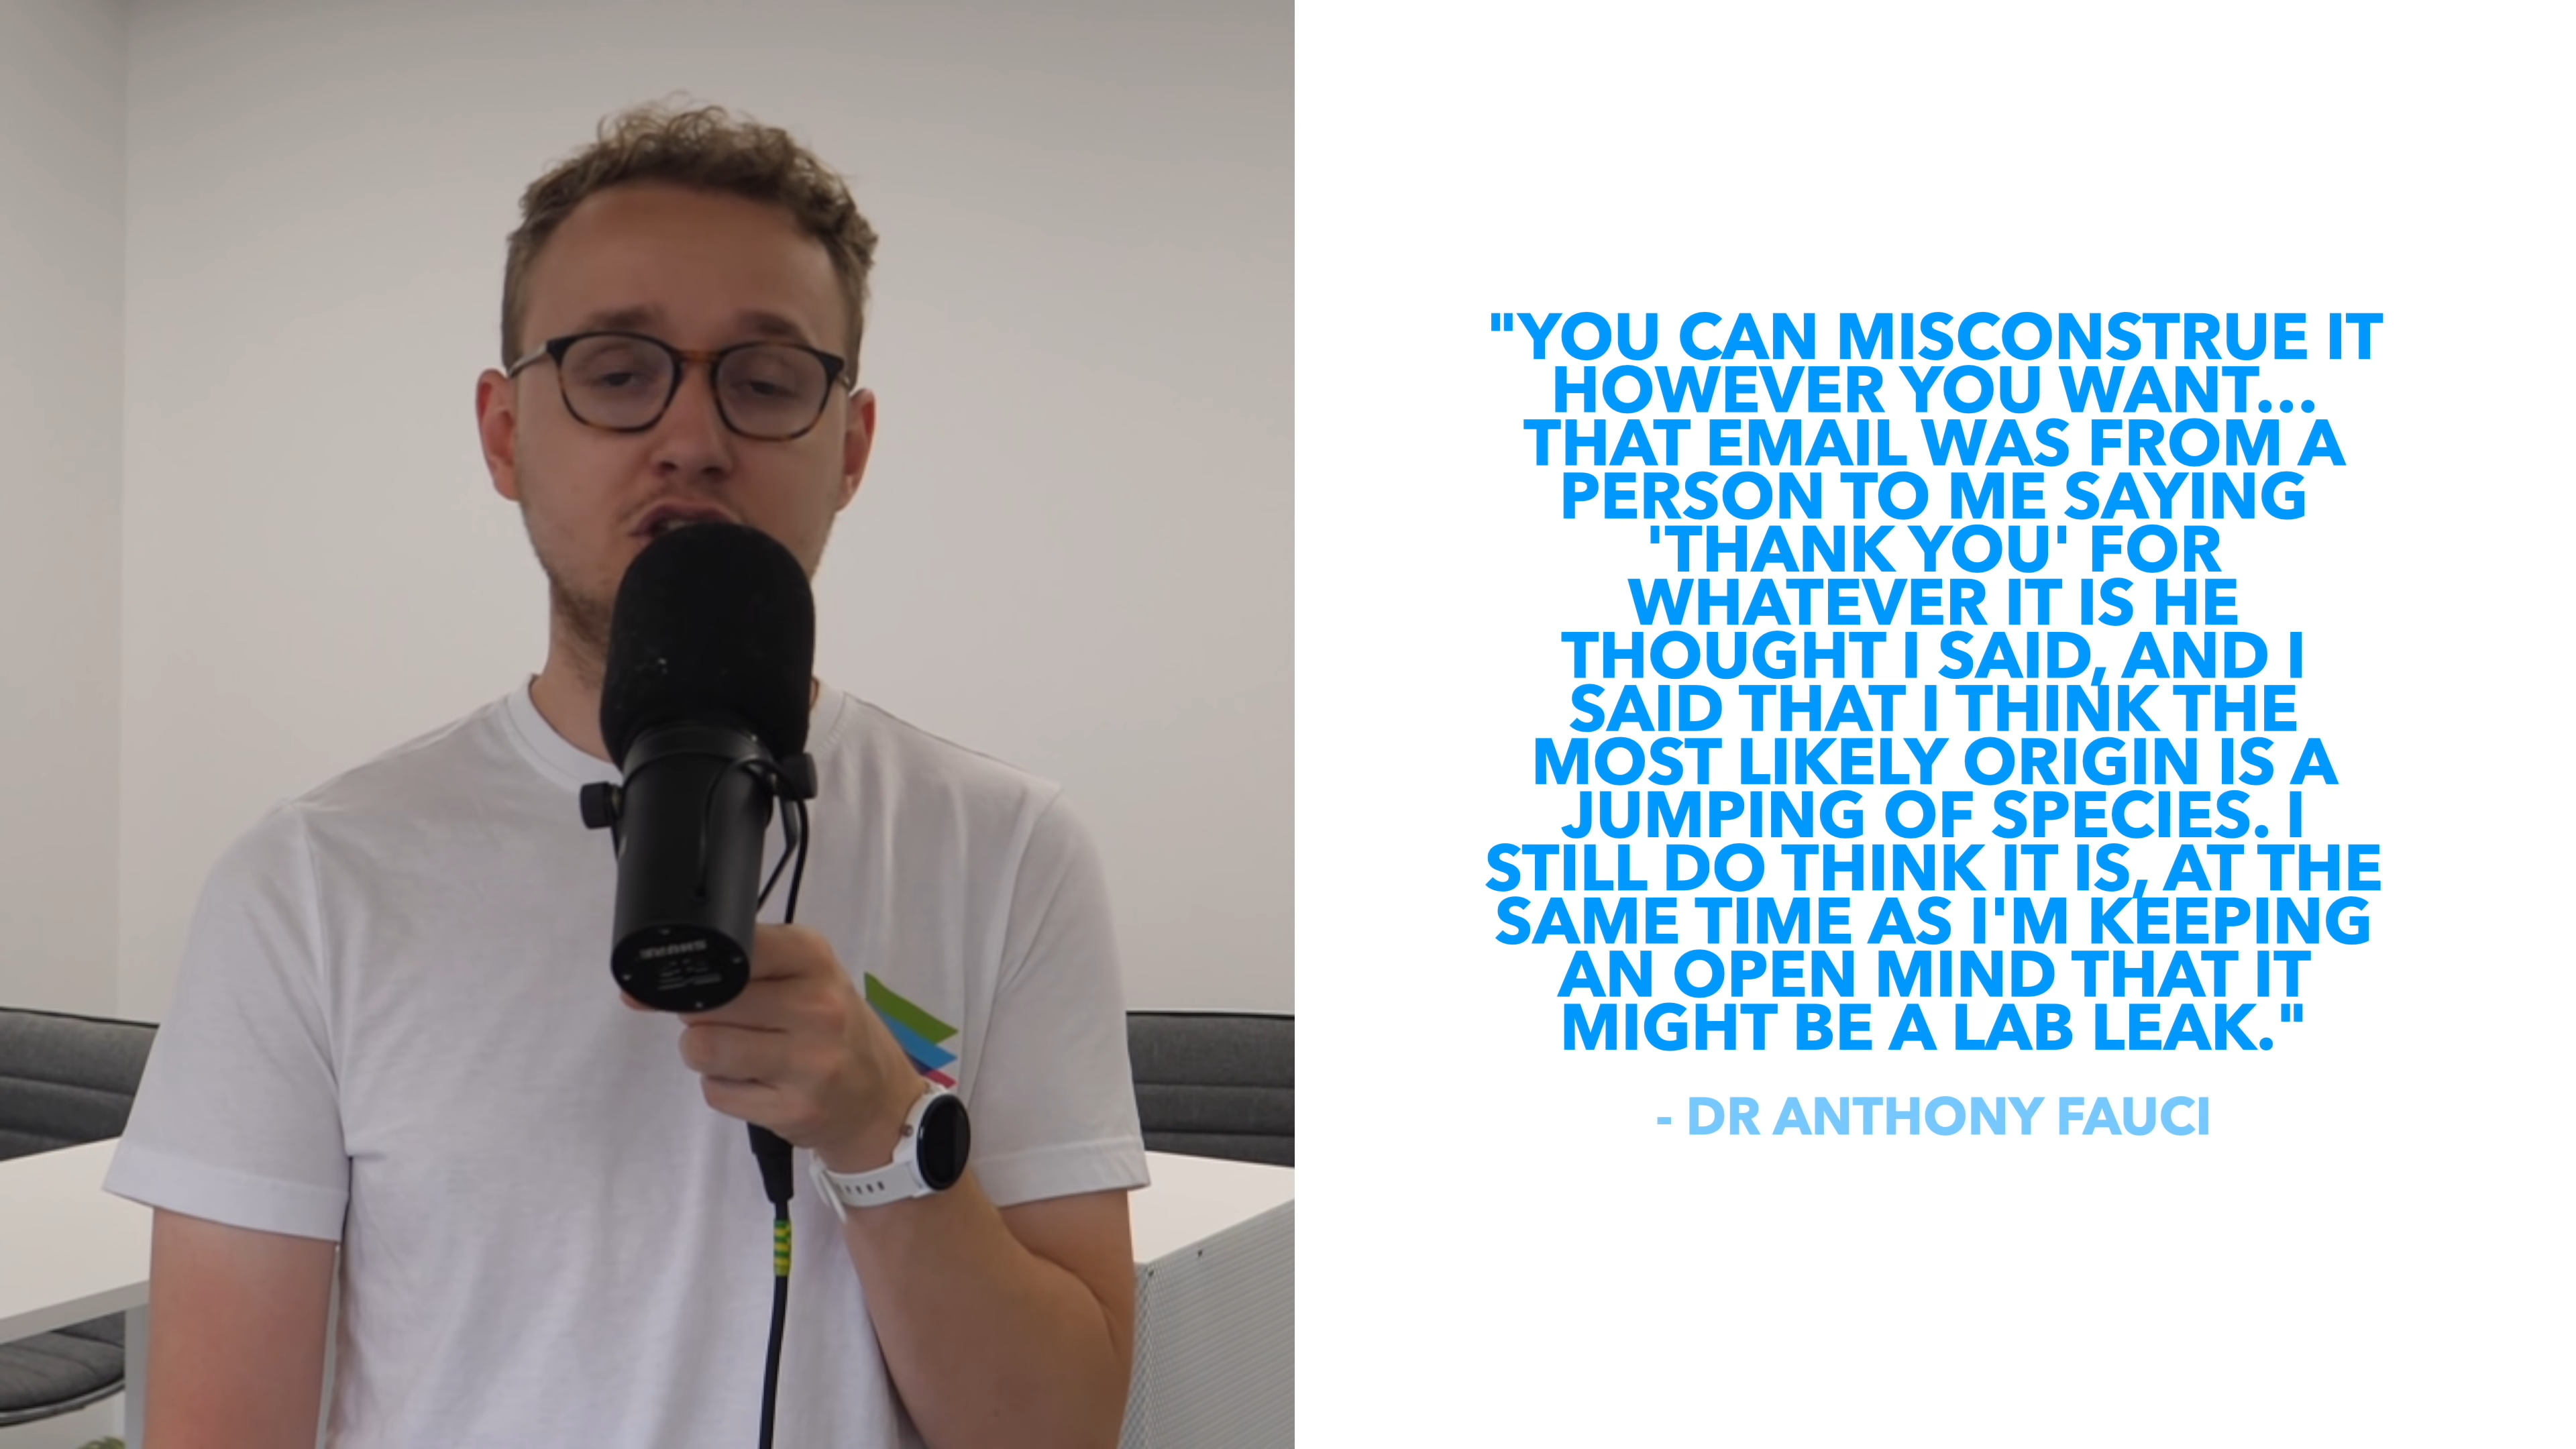 "YOU CAN MISCONSTRUE IT
HOWEVER YOU WANT...
THAT EMAIL WAS FROM A
PERSON TO ME SAYING
'THANK YOU' FOR
WHATEVER IT IS HE
THOUGHT I SAID, AND I
SAID THAT I THINK THE
MOST LIKELY ORIGIN IS A
JUMPING OF SPECIES. I
STILL DO THINK IT IS, AT THE
SAME TIME AS I'M KEEPING
AN OPEN MIND THAT IT
MIGHT BE A LAB LEAK."
- DR ANTHONY FAUCI
SHURE